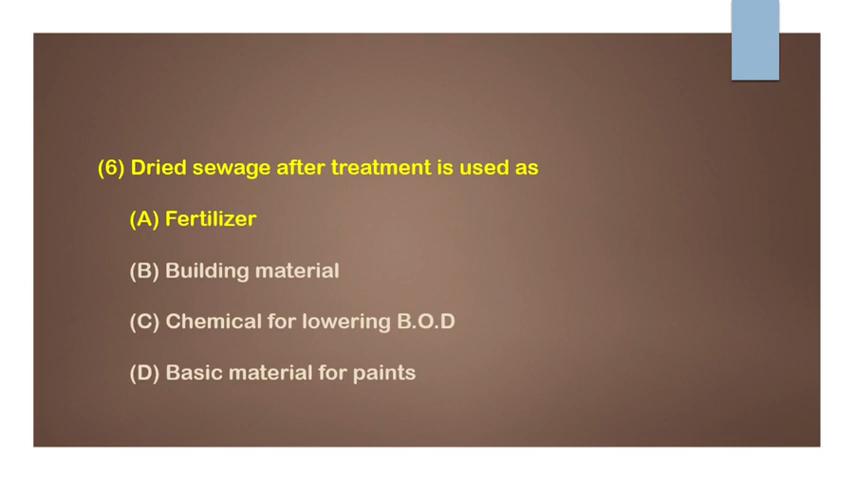 (6) Dried sewage after treatment is used as
(A) Fertilizer
(B) Building material
(C) Chemical for lowering B.O.D
(D) Basic material for paints